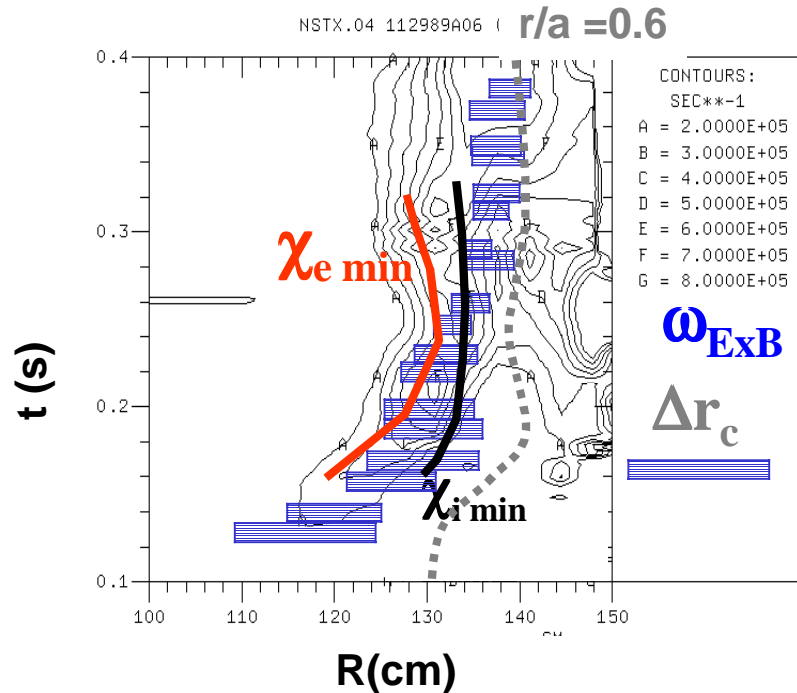 NSTX.04 112989A06 (
r/a =0.6
0.4
0.3
0.2
0.1
t (s)
100
110
120
130
140
150
R(cm)
χe min
χi min
A
A
E
A
F
A
A
D
A
A
A
CONTOURS:
SEC**-1
A = 2.0000E+05
B = 3.0000E+05
C = 4.0000E+05
D = 5.0000E+05
E = 6.0000E+05
F = 7.0000E+05
G = 8.0000E+05
ωExB
Δrc